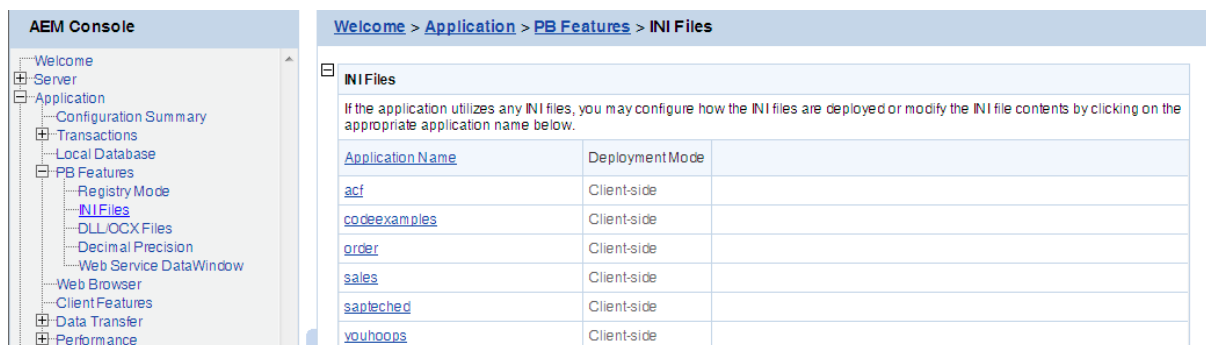 AEM Console
Welcome
Server
Application
Configuration Summary
Transactions
Local Database
PB Features
Registry Mode
INI Files
DLL/OCX Files
Decimal Precision
Web Service DataWindow
Web Browser
Client Features
Data Transfer
Performance
Welcome > Application > PB Features > INI Files
INI Files
If the application utilizes any INI files, you may configure how the INI files are deployed or modify the INI file contents by clicking on the
appropriate application name below.
Application Name Deployment Mode
acf Client-side
codeexamples Client-side
order Client-side
sales Client-side
sapteched Client-side
youhoops Client-side